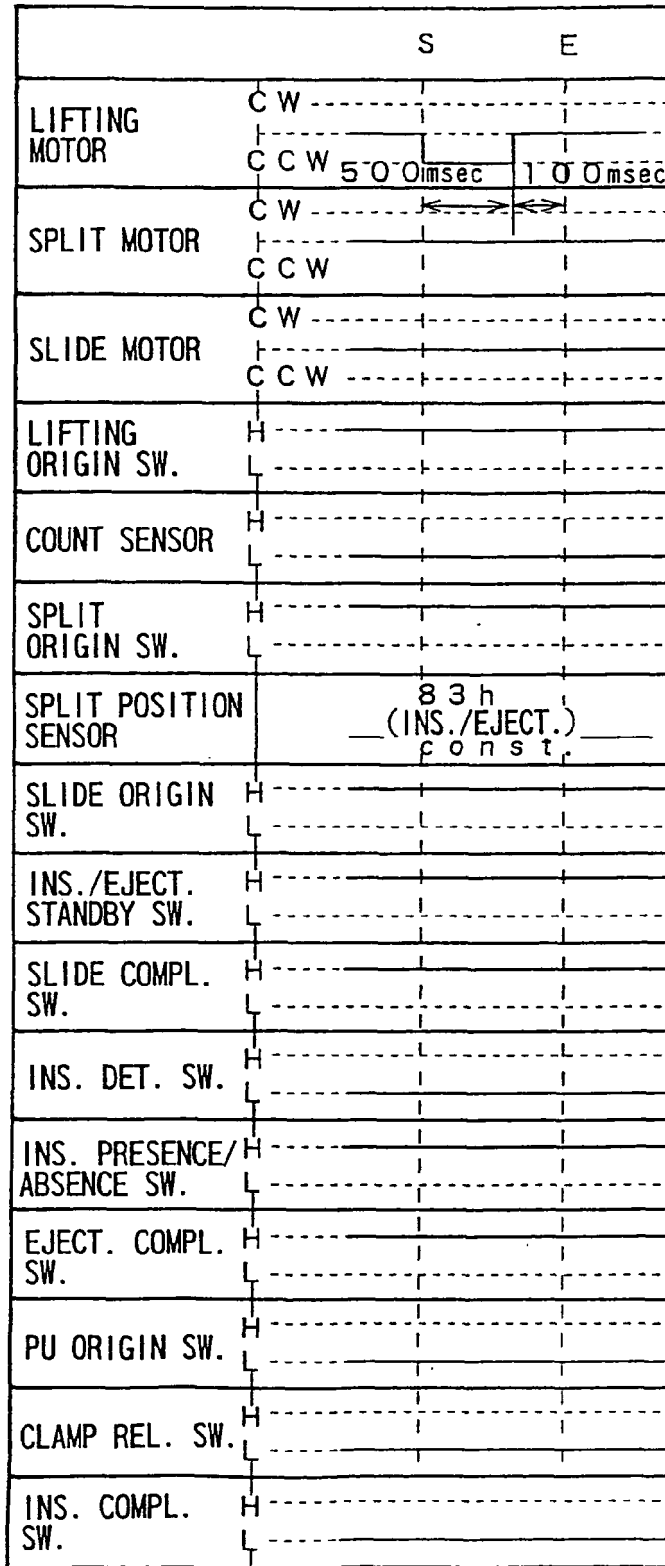 S E
LIFTING
MOTOR
CW
CCW
500msec 100msec
SPLIT MOTOR
CW
CCW
SLIDE MOTOR
CW
CCW
LIFTING
ORIGIN SW.
H
L
COUNT SENSOR
H
L
SPLIT
ORIGIN SW.
H
L
SPLIT POSITION
SENSOR
83h
(INS./EJECT.)
const.
SLIDE ORIGIN
SW.
H
L
INS./EJECT.
STANDBY SW.
H
L
SLIDE COMPL.
SW.
H
L
INS. DET. SW.
H
L
INS. PRESENCE/
ABSENCE SW.
H
L
EJECT. COMPL.
SW.
H
L
PU ORIGIN SW.
H
L
CLAMP REL. SW.
H
L
INS. COMPL.
SW.
H
L